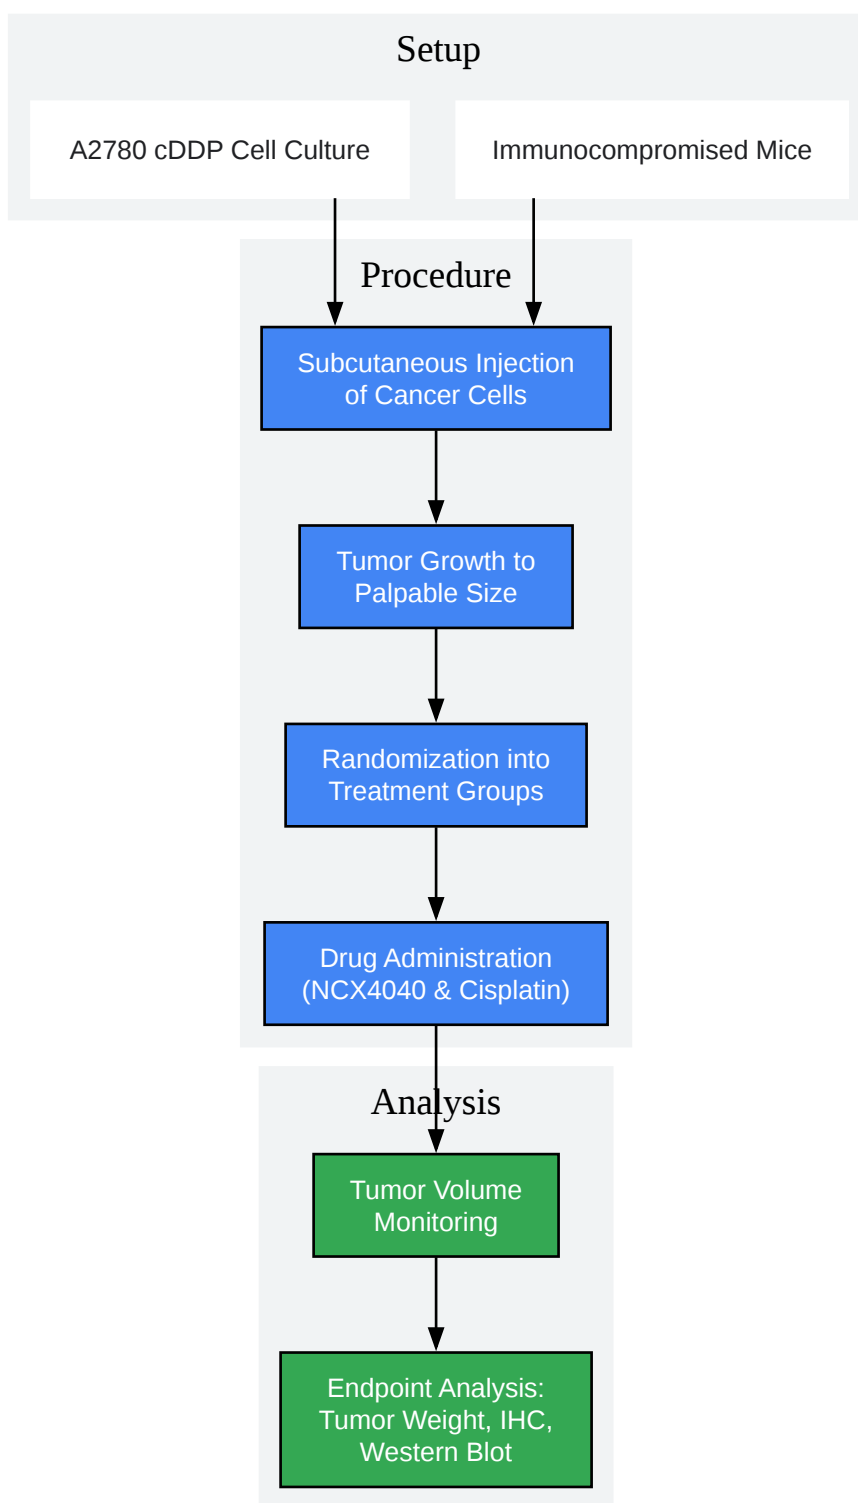 Setup
A2780 cDDP Cell Culture
Immunocompromised Mice
Procedure
Subcutaneous Injection
of Cancer Cells
Tumor Growth to
Palpable Size
Randomization into
Treatment Groups
Drug Administration
(NCX4040 & Cisplatin)
Analysis
Tumor Volume
Monitoring
Endpoint Analysis:
Tumor Weight, IHC,
Western Blot